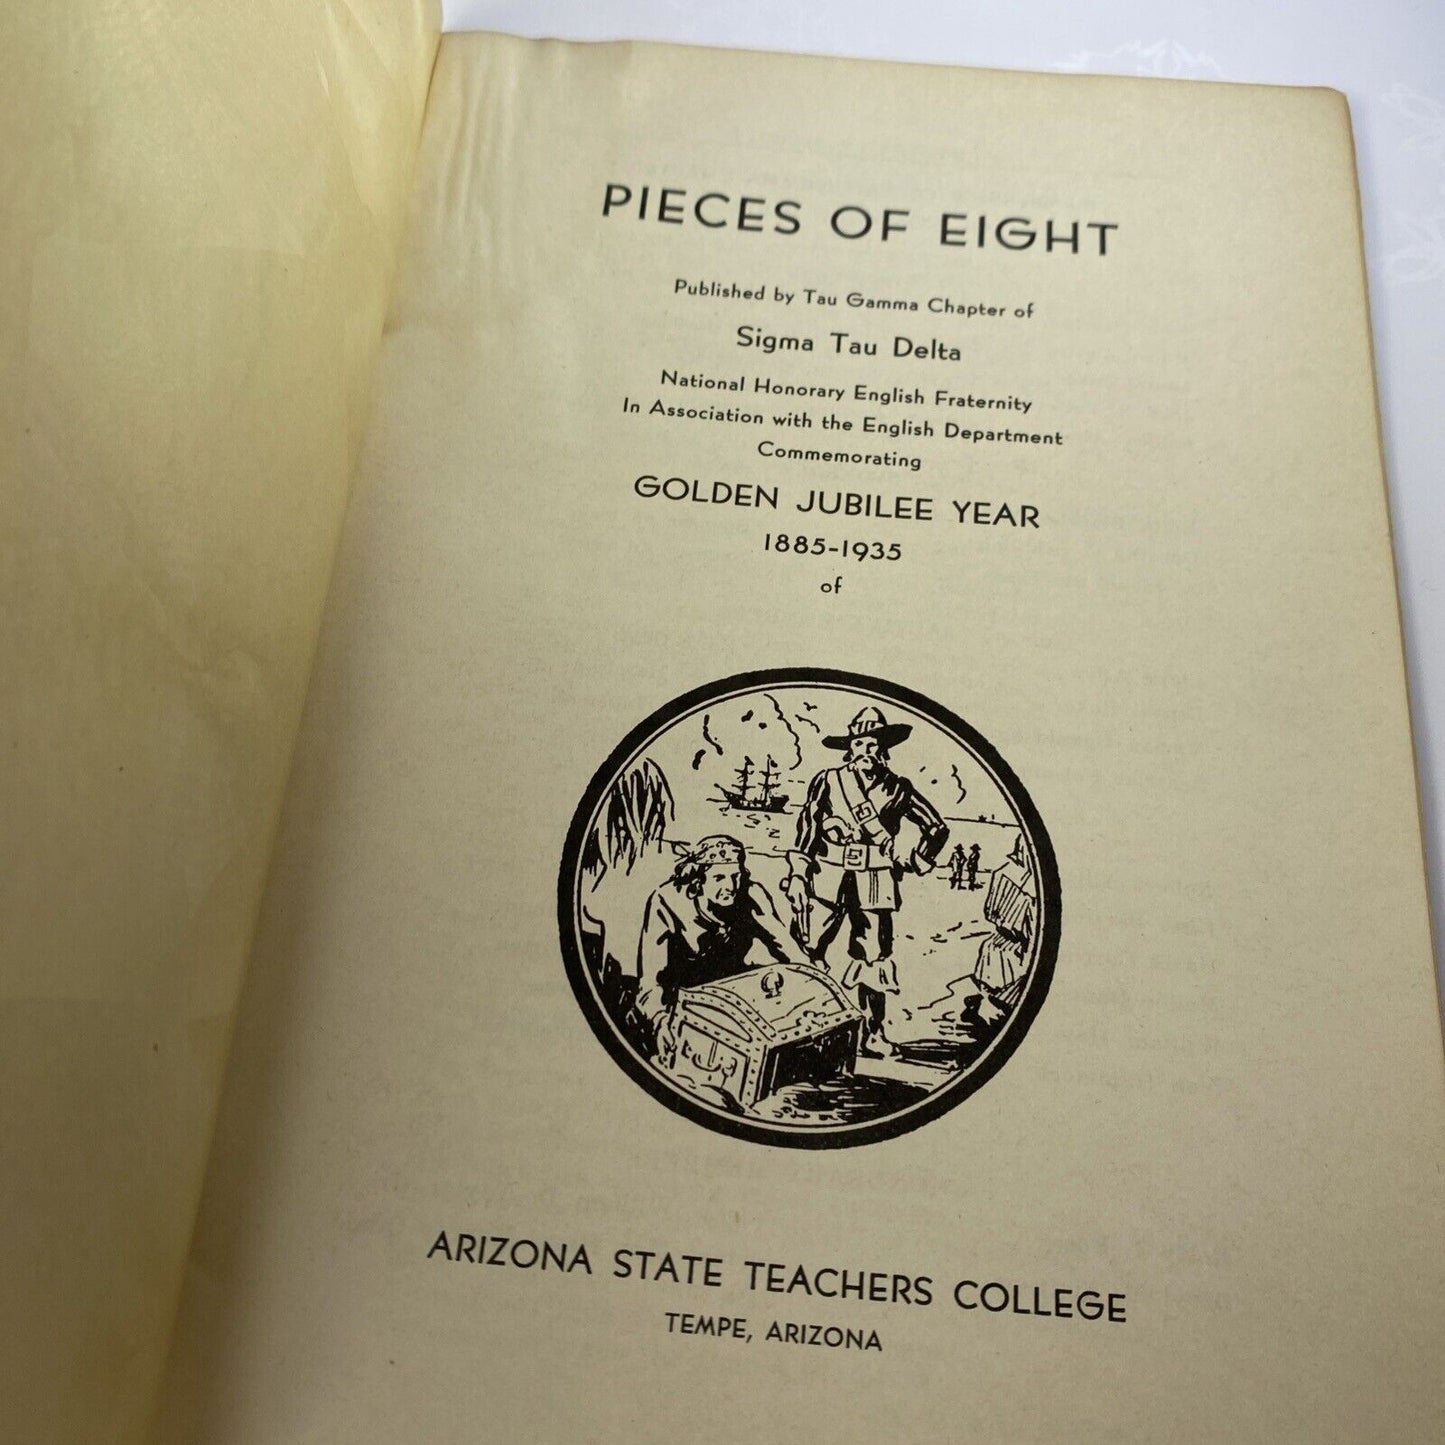 PIECES OF EIGHT
Published by Tau Gamma Chapter of
Sigma Tau Delta
National Honorary English Fraternity
In Association with the English Department
Commemorating
GOLDEN JUBILEE YEAR
1885-1935
of
ARIZONA STATE TEACHERS COLLEGE
TEMPE, ARIZONA